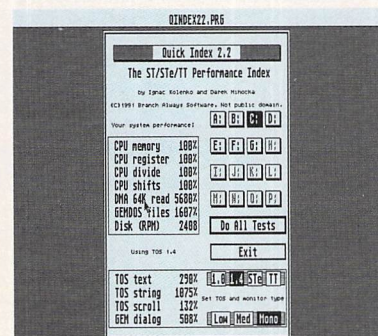 QINDEX22.PRG
Quick Index 2.2
The ST/STe/TT Performance Index
by Ignac Kolenko and Darek Mihocka
(C)1991 Branch Always Software. Not public domain.
Your system performance:
A: B: C: D:
E: F: G: H:
I: J: K: L:
M: N: O: P:
CPU memory 100%
CPU register 100%
CPU divide 100%
CPU shifts 100%
DMA 64K read 5680%
GEMDOS files 1607%
Disk (RPM) 2408
Do All Tests
Using TOS 1.4
Exit
TOS text 290%
TOS string 1075%
TOS scroll 132%
GEM dialog 508%
1.0 1.4 STe TT
Set TOS and monitor type
Low Med Mono